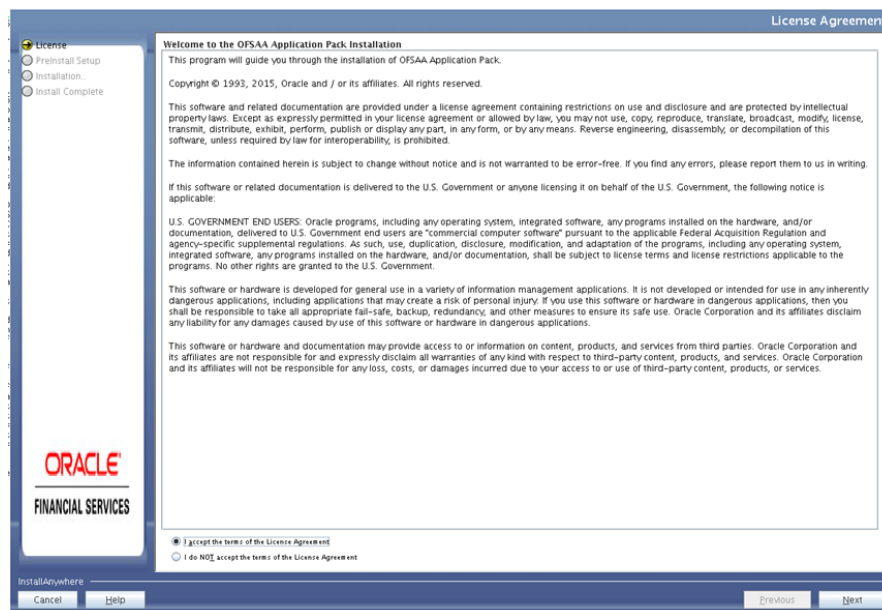 License Agreemen
License
PreInstall Setup
Installation..
Install Complete
Welcome to the OFSAA Application Pack Installation
This program will guide you through the installation of OFSAA Application Pack.
Copyright © 1993, 2015, Oracle and / or its affiliates. All rights reserved.
This software and related documentation are provided under a license agreement containing restrictions on use and disclosure and are protected by intellectual
property laws. Except as expressly permitted in your license agreement or allowed by law, you may not use, copy, reproduce, translate, broadcast, modify, license,
transmit, distribute, exhibit, perform, publish or display any part, in any form, or by any means. Reverse engineering, disassembly, or decompilation of this
software, unless required by law for interoperability, is prohibited.
The information contained herein is subject to change without notice and is not warranted to be error-free. If you find any errors, please report them to us in writing.
If this software or related documentation is delivered to the U.S. Government or anyone licensing it on behalf of the U.S. Government, the following notice is
applicable:
U.S. GOVERNMENT END USERS: Oracle programs, including any operating system, integrated software, any programs installed on the hardware, and/or
documentation, delivered to U.S. Government end users are "commercial computer software" pursuant to the applicable Federal Acquisition Regulation and
agency-specific supplemental regulations. As such, use, duplication, disclosure, modification, and adaptation of the programs, including any operating system,
integrated software, any programs installed on the hardware, and/or documentation, shall be subject to license terms and license restrictions applicable to the
programs. No other rights are granted to the U.S. Government.
This software or hardware is developed for general use in a variety of information management applications. It is not developed or intended for use in any inherently
dangerous applications, including applications that may create a risk of personal injury. If you use this software or hardware in dangerous applications, then you
shall be responsible to take all appropriate fail-safe, backup, redundancy, and other measures to ensure its safe use. Oracle Corporation and its affiliates disclaim
any liability for any damages caused by use of this software or hardware in dangerous applications.
This software or hardware and documentation may provide access to or information on content, products, and services from third parties. Oracle Corporation and
its affiliates are not responsible for and expressly disclaim all warranties of any kind with respect to third-party content, products, and services. Oracle Corporation
and its affiliates will not be responsible for any loss, costs, or damages incurred due to your access to or use of third-party content, products, or services.
ORACLE
FINANCIAL SERVICES
I accept the terms of the License Agreement
I do NOT accept the terms of the License Agreement
InstallAnywhere
Cancel
Help
Previous
Next